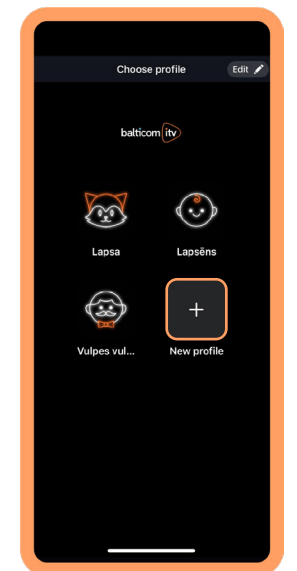 Choose profile
Edit
balticom itv
Lapsa
Lapsēns
Vulpes vul...
New profile